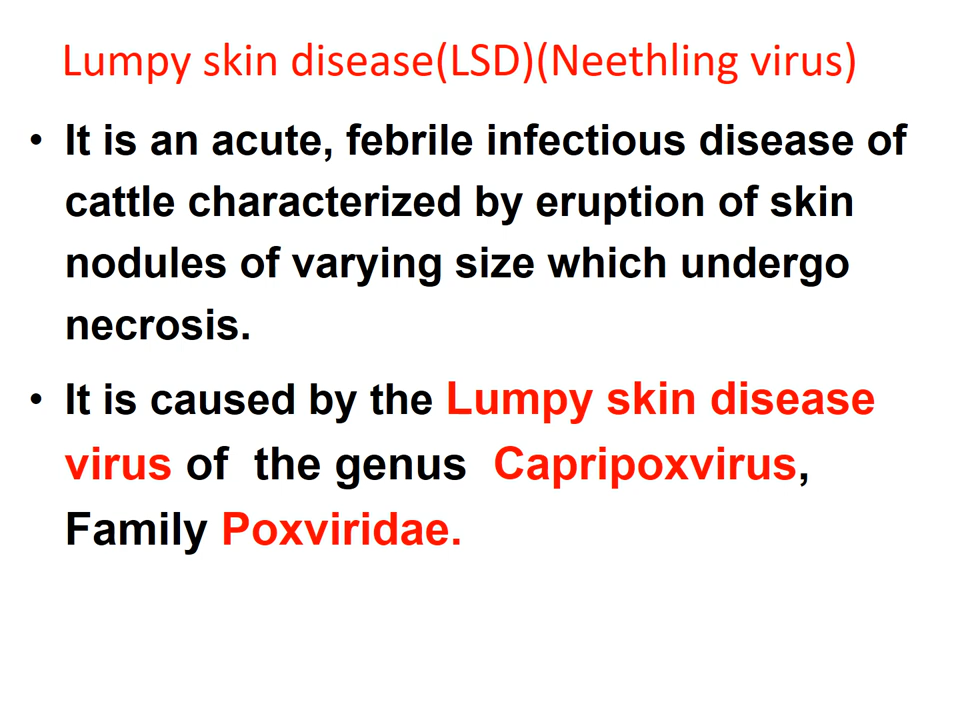 Lumpy skin disease(LSD)(Neethling virus)
• It is an acute, febrile infectious disease of
cattle characterized by eruption of skin
nodules of varying size which undergo
necrosis.
• It is caused by the Lumpy skin disease
virus of the genus Capripoxvirus,
Family Poxviridae.